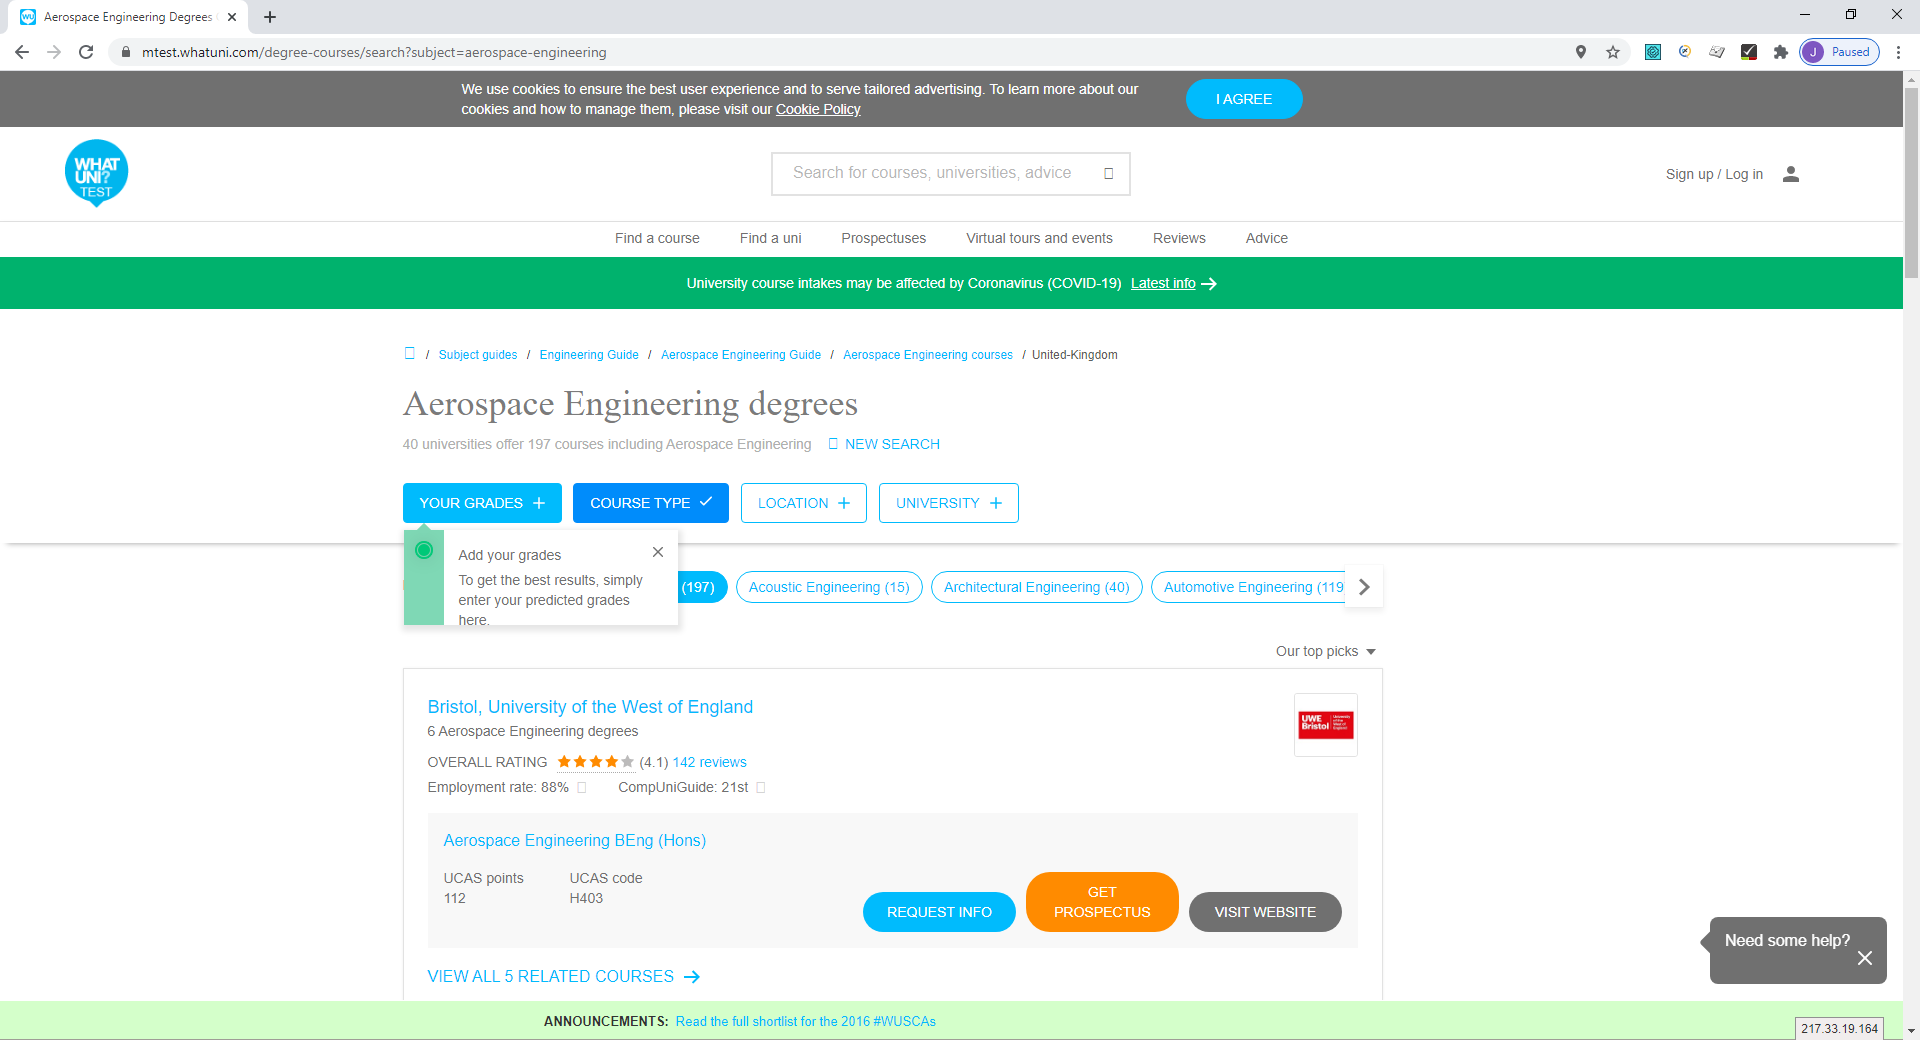 Aerospace Engineering Degrees
mtest.whatuni.com/degree-courses/search?subject=aerospace-engineering
J Paused
We use cookies to ensure the best user experience and to serve tailored advertising. To learn more about our
cookies and how to manage them, please visit our Cookie Policy
I AGREE
WHAT
UNI?
TEST
Search for courses, universities, advice
Sign up / Log in
Find a course Find a uni Prospectuses Virtual tours and events Reviews Advice
University course intakes may be affected by Coronavirus (COVID-19) Latest info
/ Subject guides / Engineering Guide / Aerospace Engineering Guide / Aerospace Engineering courses / United-Kingdom
Aerospace Engineering degrees
40 universities offer 197 courses including Aerospace Engineering NEW SEARCH
YOUR GRADES COURSE TYPE LOCATION UNIVERSITY
Add your grades
To get the best results, simply
enter your predicted grades
here.
(197) Acoustic Engineering (15) Architectural Engineering (40) Automotive Engineering (119
Our top picks
Bristol, University of the West of England
6 Aerospace Engineering degrees
OVERALL RATING (4.1) 142 reviews
Employment rate: 88% CompUniGuide: 21st
UWE
Bristol
University
of the
West of
England
Aerospace Engineering BEng (Hons)
UCAS points UCAS code
112 H403
REQUEST INFO
GET
PROSPECTUS
VISIT WEBSITE
Need some help?
VIEW ALL 5 RELATED COURSES
ANNOUNCEMENTS: Read the full shortlist for the 2016 #WUSCAs
217.33.19.164